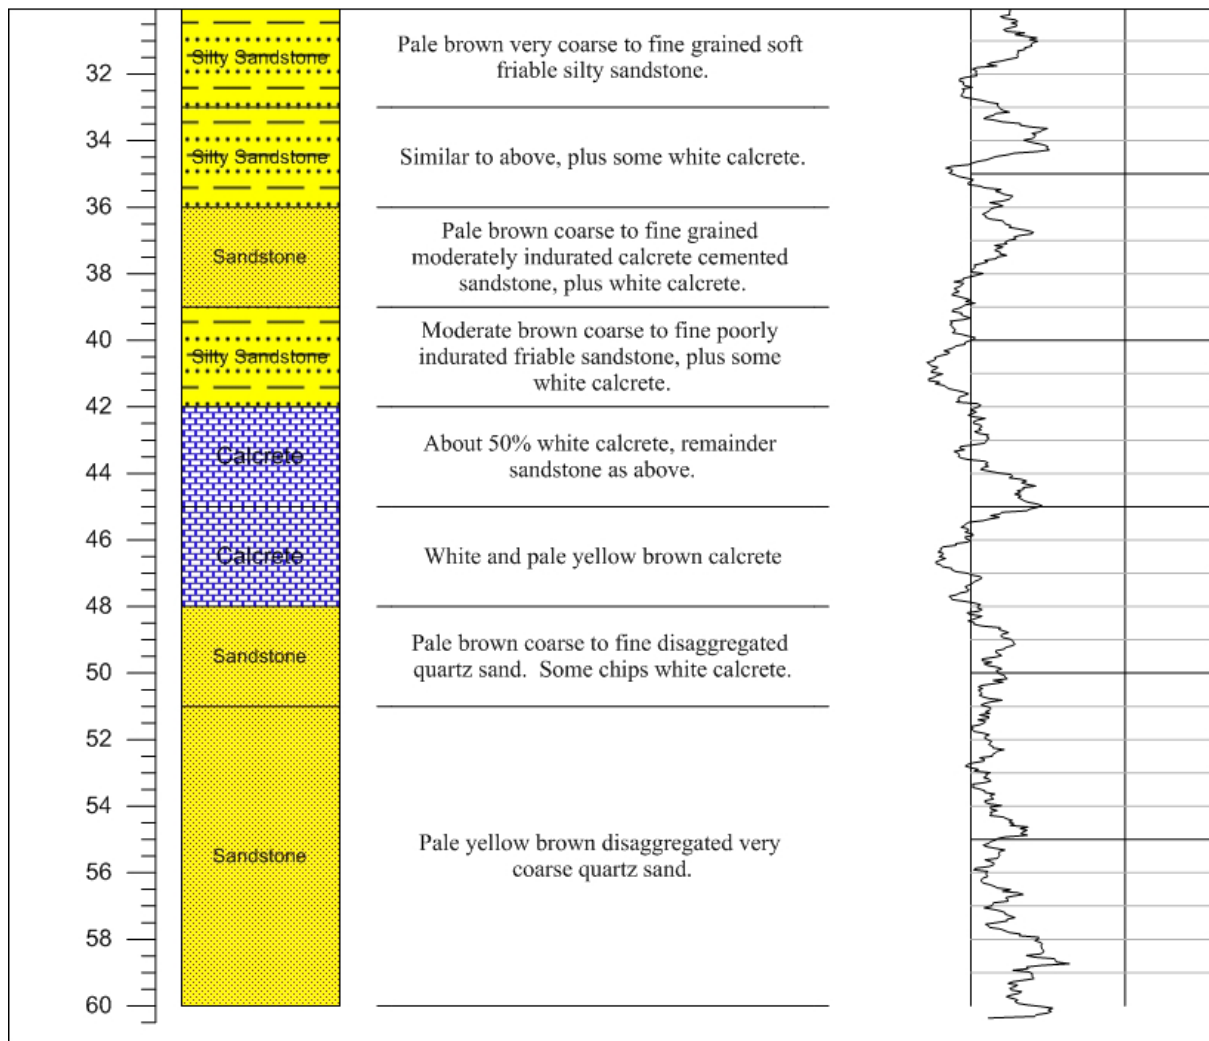 Silty Sandstone
Pale brown very coarse to fine grained soft
friable silty sandstone.
32
34
Silty Sandstone
Similar to above, plus some white calcrete.
36
Sandstone
Pale brown coarse to fine grained
moderately indurated calcrete cemented
sandstone, plus white calcrete.
38
40
Silty Sandstone
Moderate brown coarse to fine poorly
indurated friable sandstone, plus some
white calcrete.
42
Calcrete
About 50% white calcrete, remainder
sandstone as above.
44
46
Calcrete
White and pale yellow brown calcrete
48
Sandstone
Pale brown coarse to fine disaggregated
quartz sand.  Some chips white calcrete.
50
52
54
Sandstone
Pale yellow brown disaggregated very
coarse quartz sand.
56
58
60